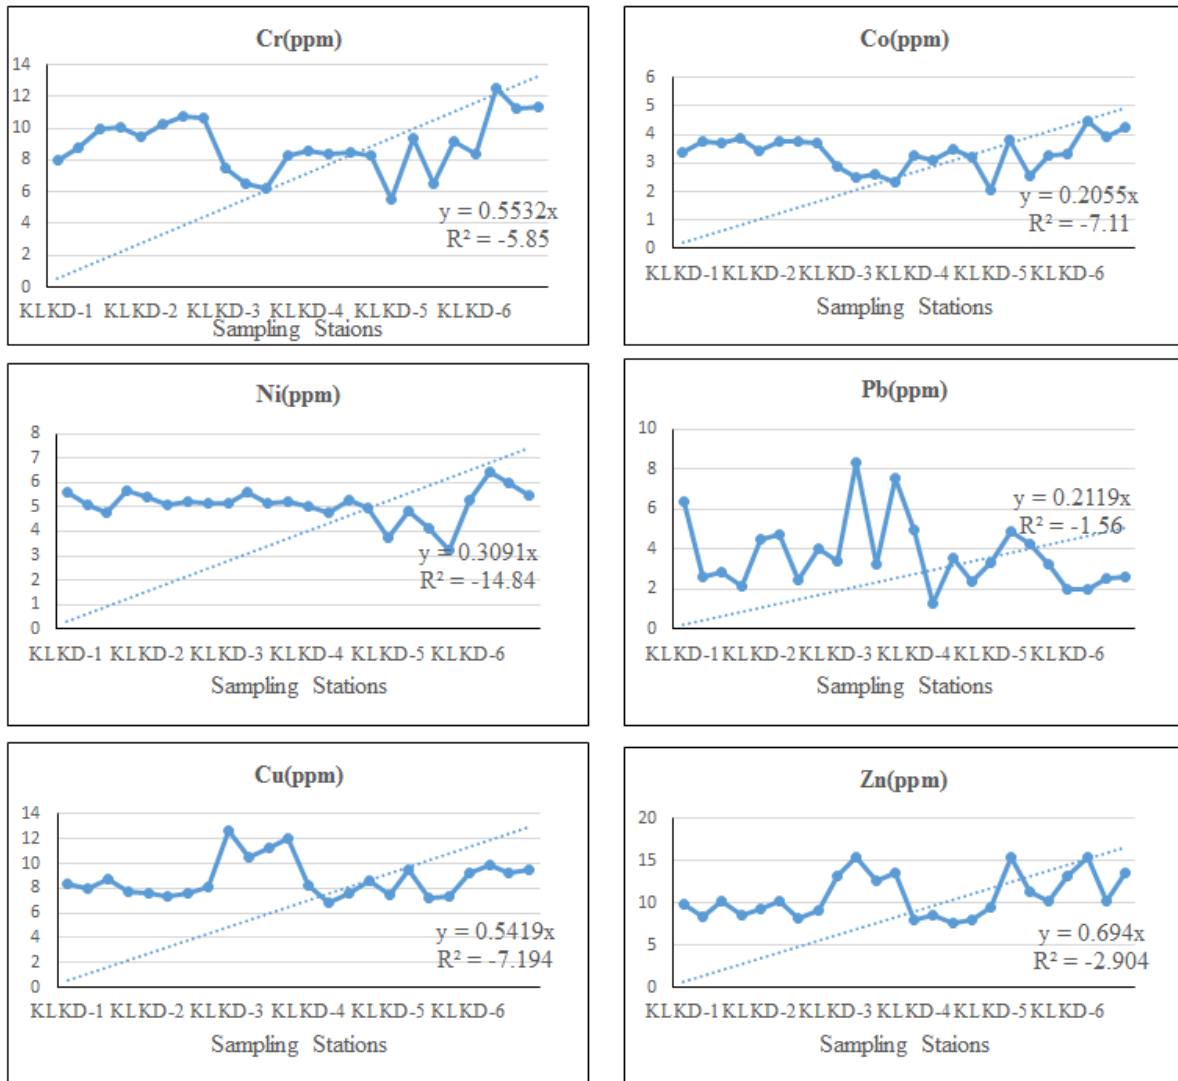 Cr(ppm)
14
12
10
8
6
4
2
0
y = 0.5532x
R² = -5.85
KLKD-1 KLKD-2 KLKD-3 KLKD-4 KLKD-5 KLKD-6
Sampling Staions
Co(ppm)
6
5
4
3
2
1
0
y = 0.2055x
R² = -7.11
KLKD-1 KLKD-2 KLKD-3 KLKD-4 KLKD-5 KLKD-6
Sampling Stations
Ni(ppm)
8
7
6
5
4
3
2
1
0
y = 0.3091x
R² = -14.84
KLKD-1 KLKD-2 KLKD-3 KLKD-4 KLKD-5 KLKD-6
Sampling Stations
Pb(ppm)
10
8
6
4
2
0
y = 0.2119x
R² = -1.56
KLKD-1 KLKD-2 KLKD-3 KLKD-4 KLKD-5 KLKD-6
Sampling Stations
Cu(ppm)
14
12
10
8
6
4
2
0
y = 0.5419x
R² = -7.194
KLKD-1 KLKD-2 KLKD-3 KLKD-4 KLKD-5 KLKD-6
Sampling Stations
Zn(ppm)
20
15
10
5
0
y = 0.694x
R² = -2.904
KLKD-1 KLKD-2 KLKD-3 KLKD-4 KLKD-5 KLKD-6
Sampling Stations